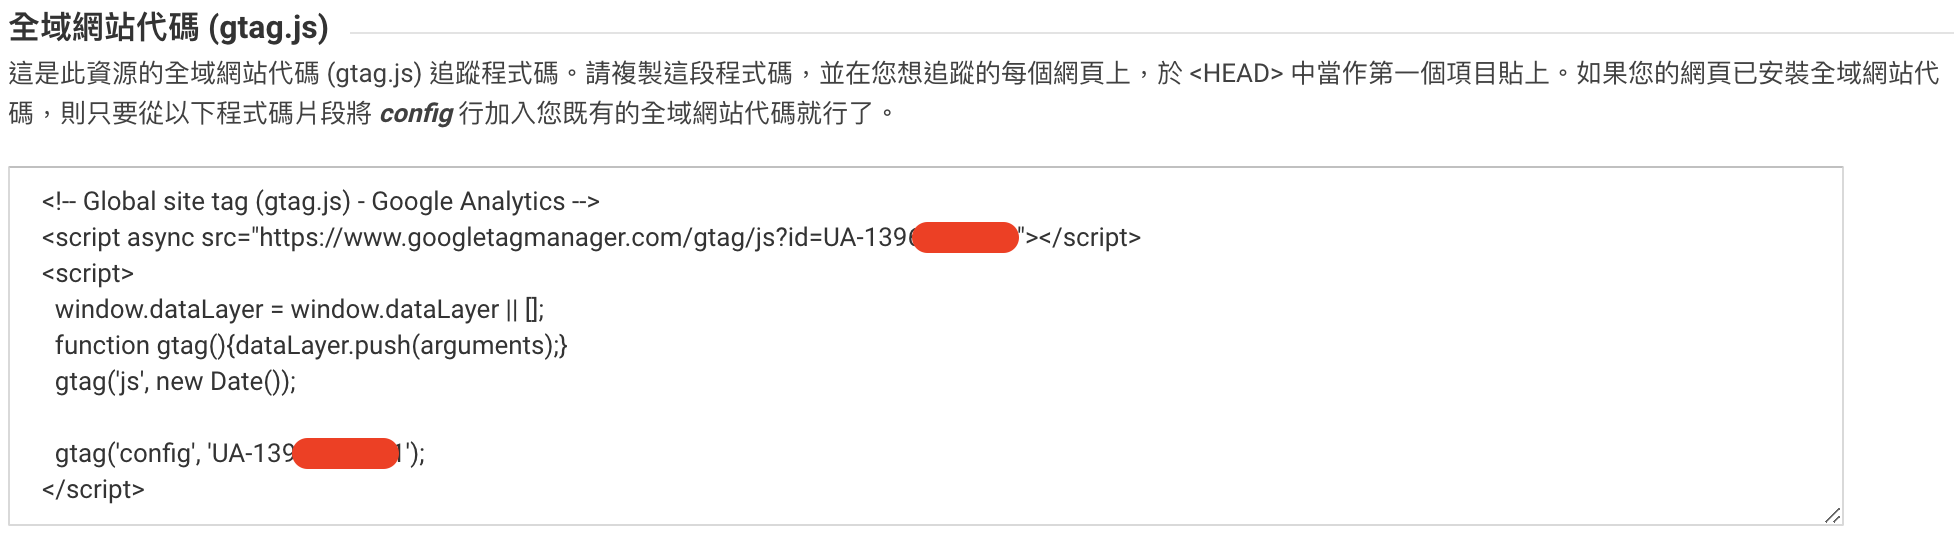 全域網站代碼 (gtag.js)
這是此資源的全域網站代碼 (gtag.js) 追蹤程式碼。請複製這段程式碼，並在您想追蹤的每個網頁上，於 <HEAD> 中當作第一個項目貼上。如果您的網頁已安裝全域網站代
碼，則只要從以下程式碼片段將 config 行加入您既有的全域網站代碼就行了。
<!-- Global site tag (gtag.js) - Google Analytics -->
<script async src="https://www.googletagmanager.com/gtag/js?id=UA-139"></script>
<script>
window.dataLayer = window.dataLayer || [];
function gtag(){dataLayer.push(arguments);}
gtag('js', new Date());
gtag('config', 'UA-139 1');
</script>